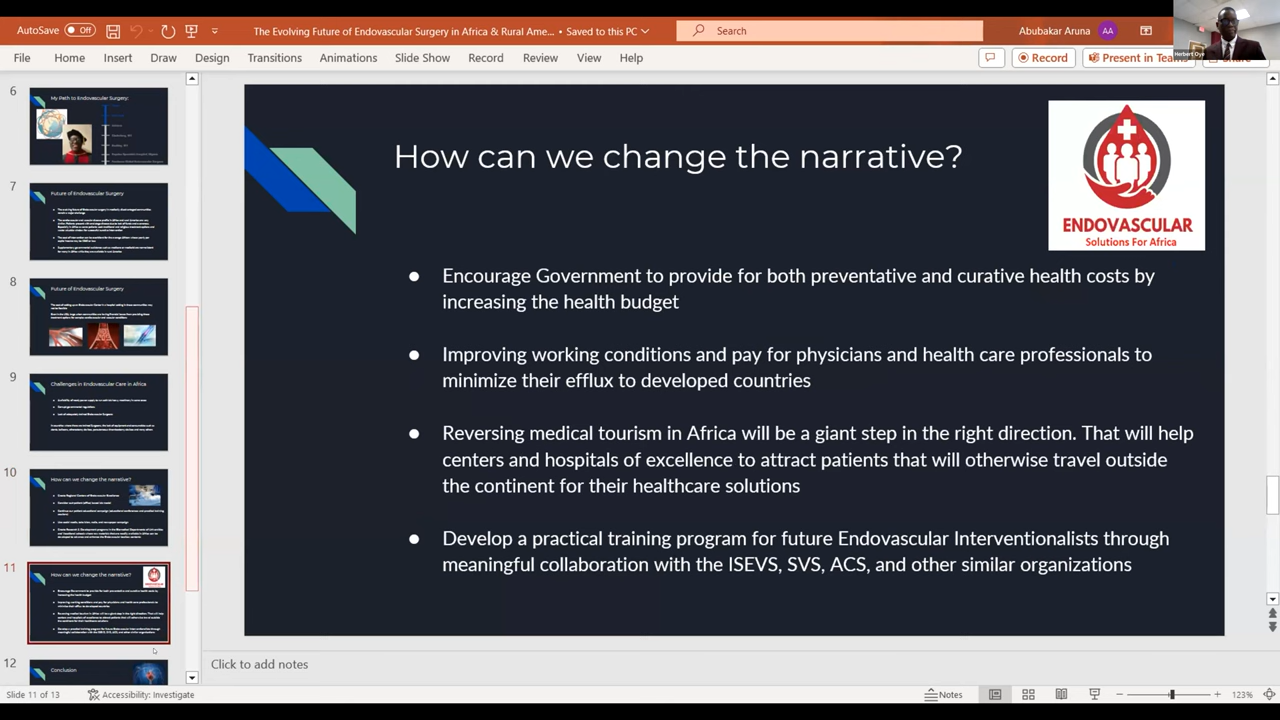 AutoSave Off
The Evolving Future of Endovascular Surgery in Africa & Rural Ame... • Saved to this PC
Search
Abubakar Aruna AA
Herbert Oye
File Home Insert Draw Design Transitions Animations Slide Show Record Review View Help
Record
Present in Teams
Share
6
My Path to Endovascular Surgery:
7
Future of Endovascular Surgery
8
Future of Endovascular Surgery
9
Challenges in Endovascular Care in Africa
10
How can we change the narrative?
11
How can we change the narrative?
12
Conclusion
How can we change the narrative?
ENDOVASCULAR
Solutions For Africa
● Encourage Government to provide for both preventative and curative health costs by
increasing the health budget
● Improving working conditions and pay for physicians and health care professionals to
minimize their efflux to developed countries
● Reversing medical tourism in Africa will be a giant step in the right direction. That will help
centers and hospitals of excellence to attract patients that will otherwise travel outside
the continent for their healthcare solutions
● Develop a practical training program for future Endovascular Interventionalists through
meaningful collaboration with the ISEVS, SVS, ACS, and other similar organizations
Click to add notes
Slide 11 of 13
Accessibility: Investigate
Notes
123%